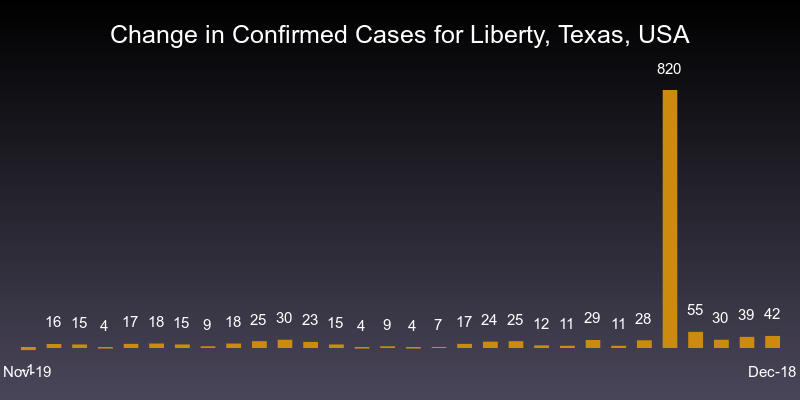 Change in Confirmed Cases for Liberty, Texas, USA
820
16 15 4 17 18 15 9 18 25 30 23 15 4 9 4 7 17 24 25 12 11 29 11 28 55 30 39 42
Nov-19 Dec-18